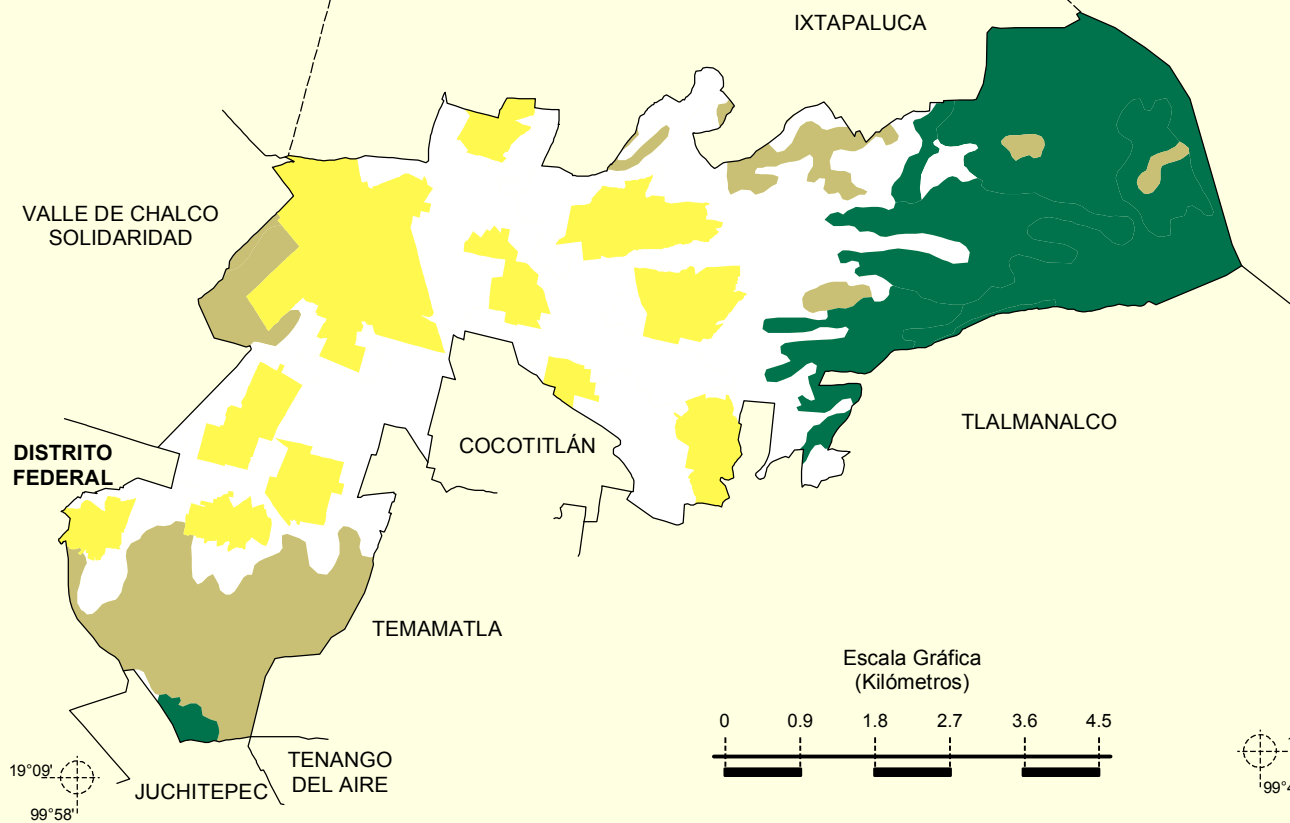 IXTAPALUCA
VALLE DE CHALCO
SOLIDARIDAD
DISTRITO
FEDERAL
COCOTITLÁN
TLALMANALCO
TEMAMATLA
Escala Gráfica
(Kilómetros)
0 0.9 1.8 2.7 3.6 4.5
TENANGO
DEL AIRE
JUCHITEPEC
19°09'
99°58'